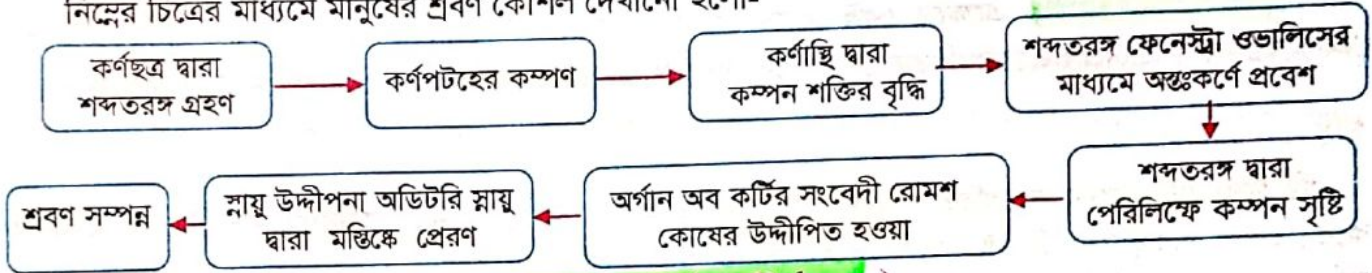 নিম্নের চিত্রের মাধ্যমে মানুষের শ্রবণ কৌশল দেখানো হলো-
কর্ণছত্র দ্বারা
শব্দতরঙ্গ গ্রহণ
কর্ণপটহের কম্পণ
কর্ণাস্থি দ্বারা
কম্পন শক্তির বৃদ্ধি
শব্দতরঙ্গ ফেনেস্ট্রা ওভালিসের
মাধ্যমে অন্তঃকর্ণে প্রবেশ
শব্দতরঙ্গ দ্বারা
পেরিলিম্ফে কম্পন সৃষ্টি
অর্গান অব কর্টির সংবেদী রোমশ
কোষের উদ্দীপিত হওয়া
স্নায়ু উদ্দীপনা অডিটরি স্নায়ু
দ্বারা মস্তিষ্কে প্রেরণ
শ্রবণ সম্পন্ন